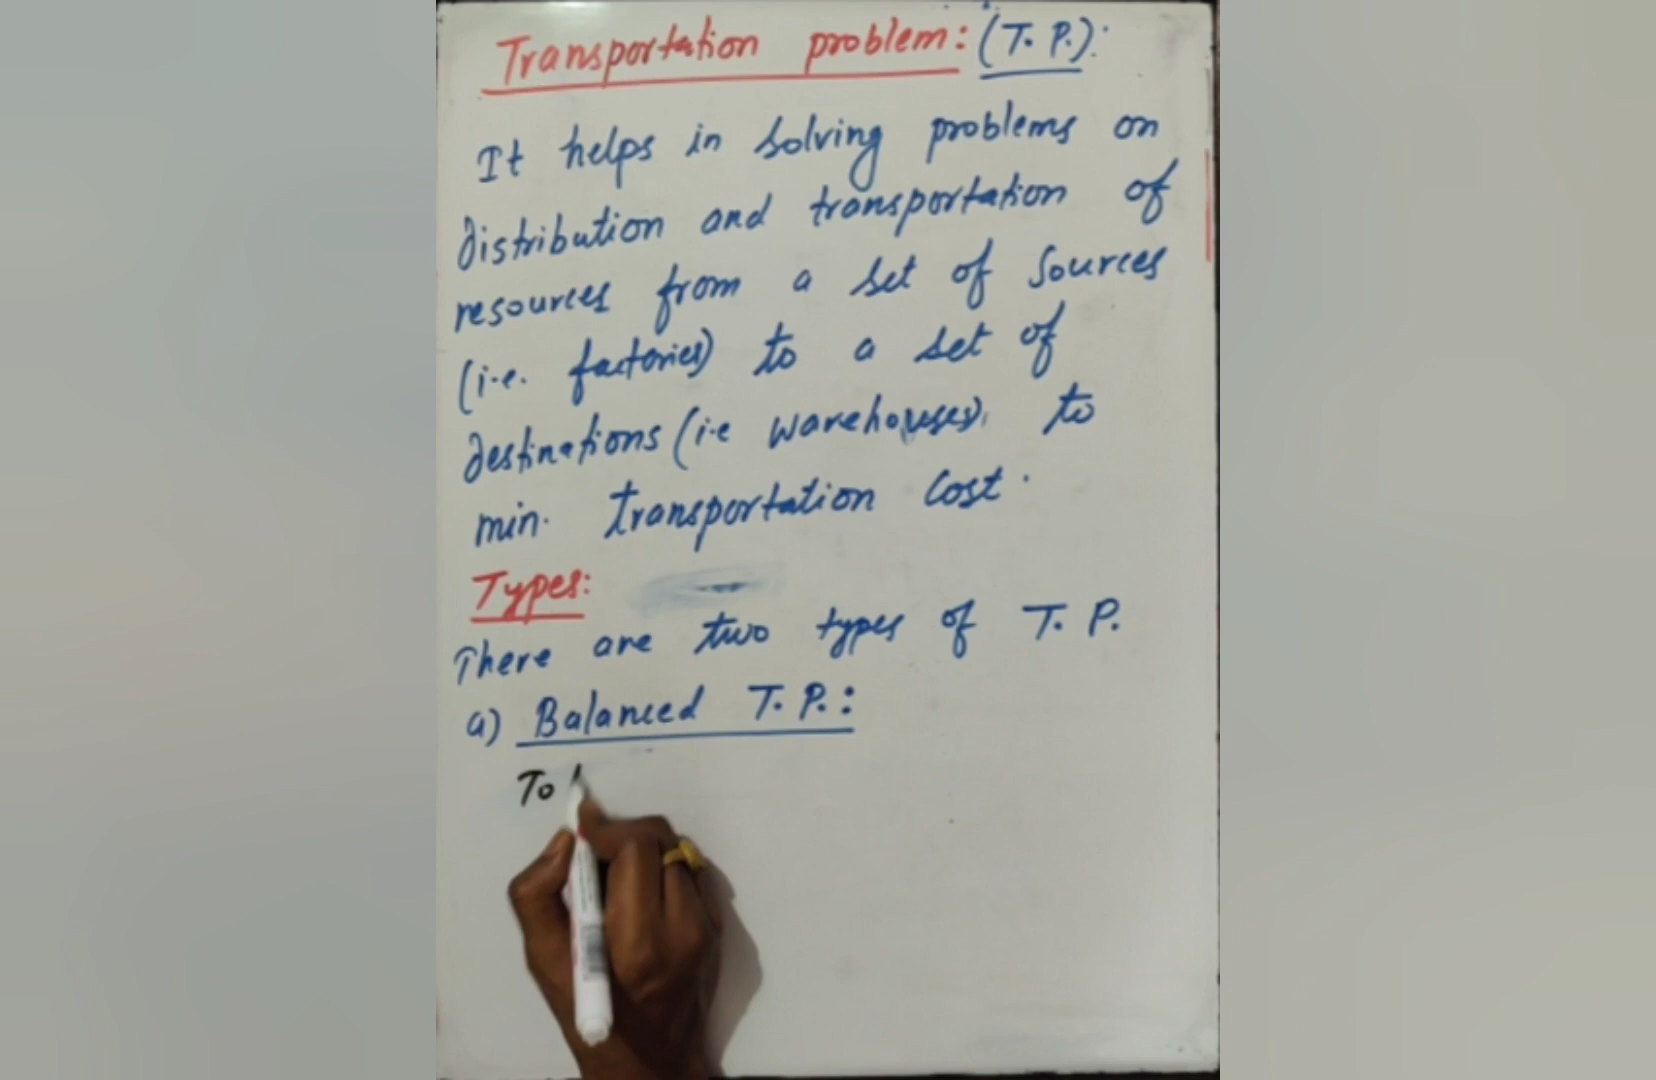 Transportation problem: (T. P.):
It helps in solving problems on
distribution and transportation of
resources from a set of sources
(i.e. factories) to a set of
destinations (i.e warehouses) to
min. transportation cost.
Types:
There are two types of T. P.
a) Balanced T. P.:
To